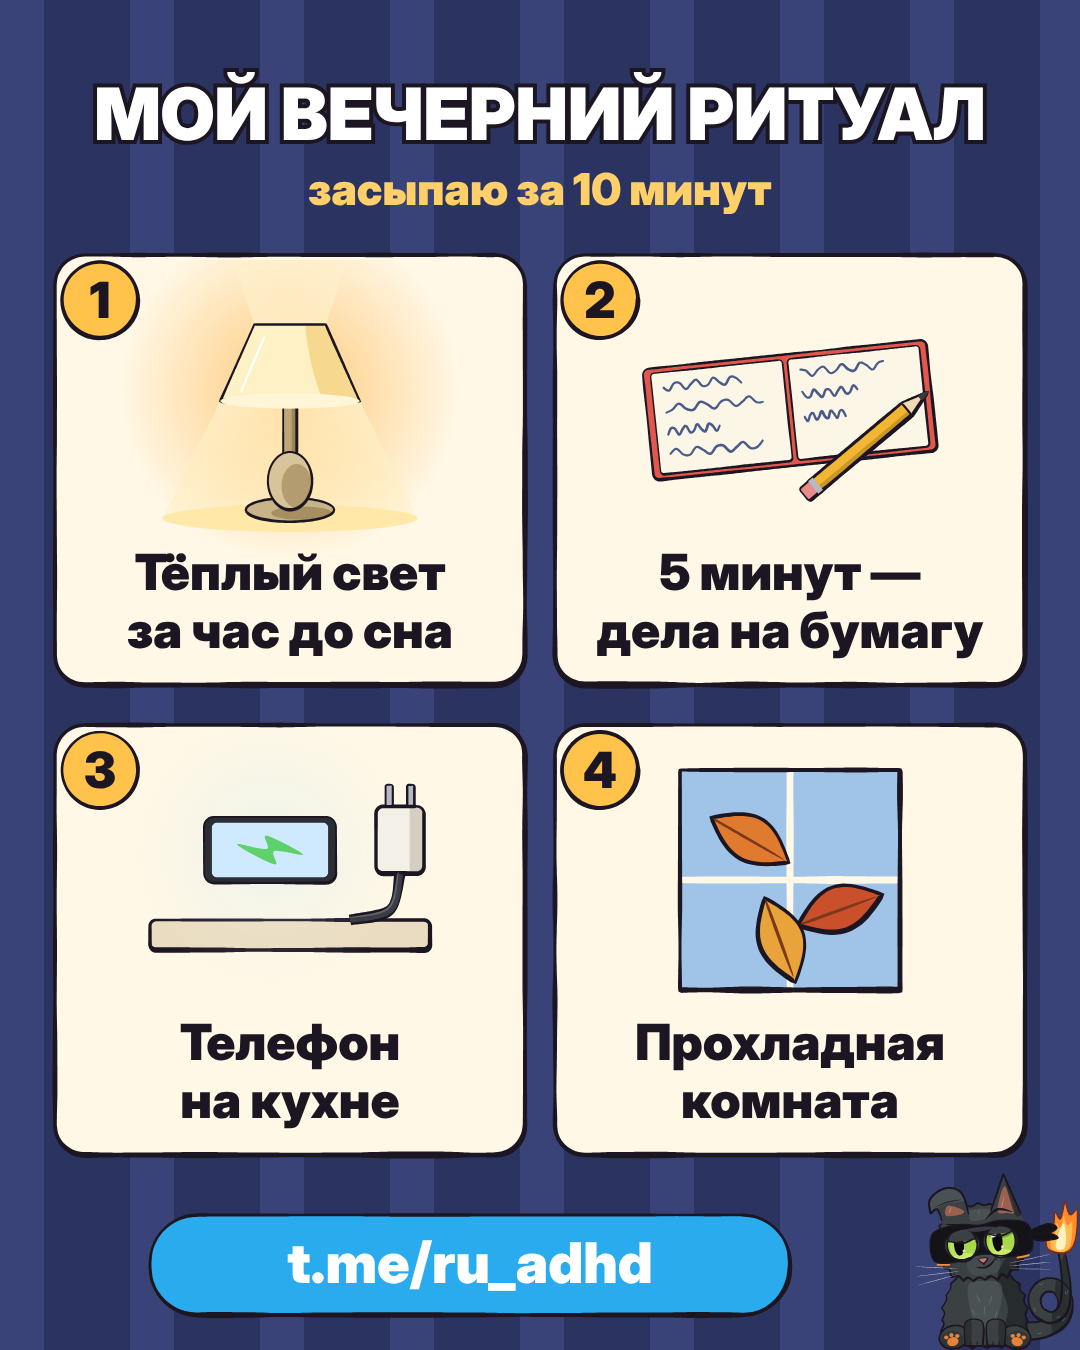 МОЙ ВЕЧЕРНИЙ РИТУАЛ
засыпаю за 10 минут
1
Тёплый свет
за час до сна
2
5 минут —
дела на бумагу
3
Телефон
на кухне
4
Прохладная
комната
t.me/ru_adhd